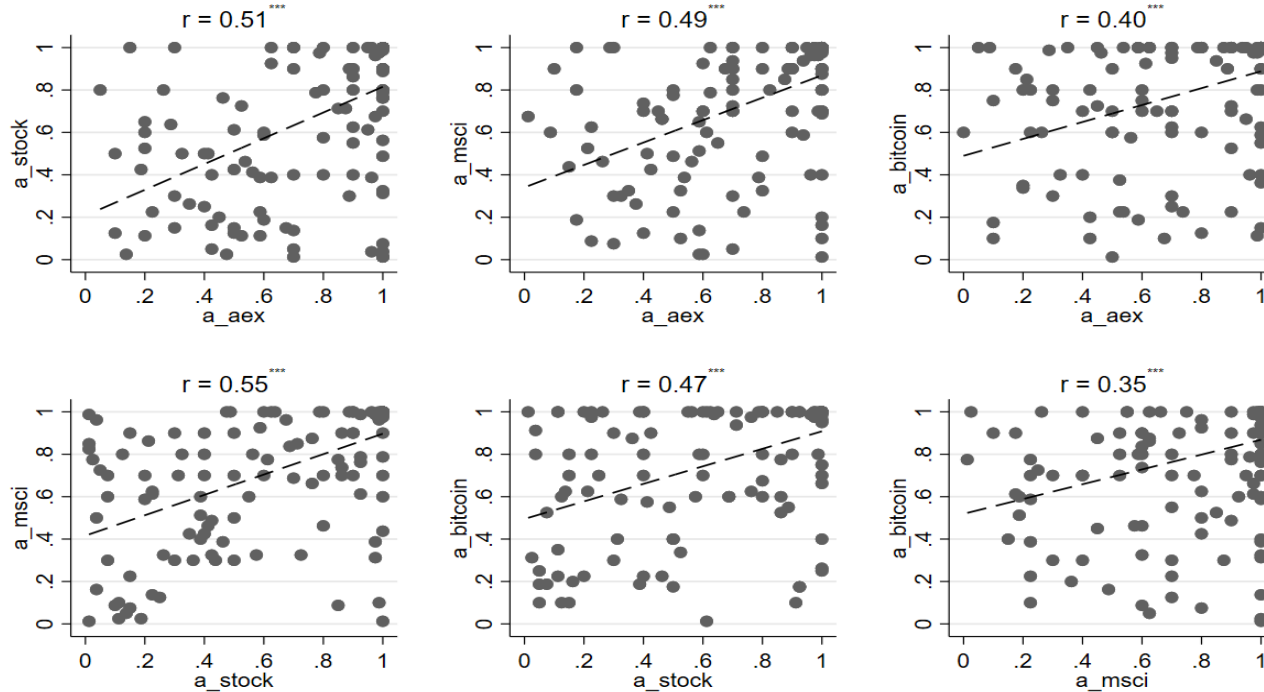 r = 0.51*** r = 0.49*** r = 0.40***
a_stock
0 .2 .4 .6 .8 1
0 .2 .4 .6 .8 1
a_aex
a_msci
0 .2 .4 .6 .8 1
0 .2 .4 .6 .8 1
a_aex
a_bitcoin
0 .2 .4 .6 .8 1
0 .2 .4 .6 .8 1
a_aex
r = 0.55*** r = 0.47*** r = 0.35***
a_msci
0 .2 .4 .6 .8 1
0 .2 .4 .6 .8 1
a_stock
a_bitcoin
0 .2 .4 .6 .8 1
0 .2 .4 .6 .8 1
a_stock
a_bitcoin
0 .2 .4 .6 .8 1
0 .2 .4 .6 .8 1
a_msci